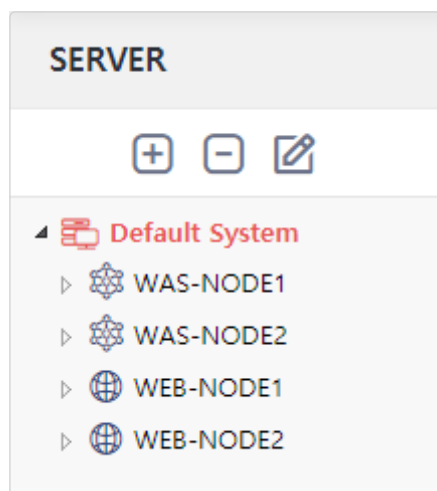 SERVER
Default System
WAS-NODE1
WAS-NODE2
WEB-NODE1
WEB-NODE2